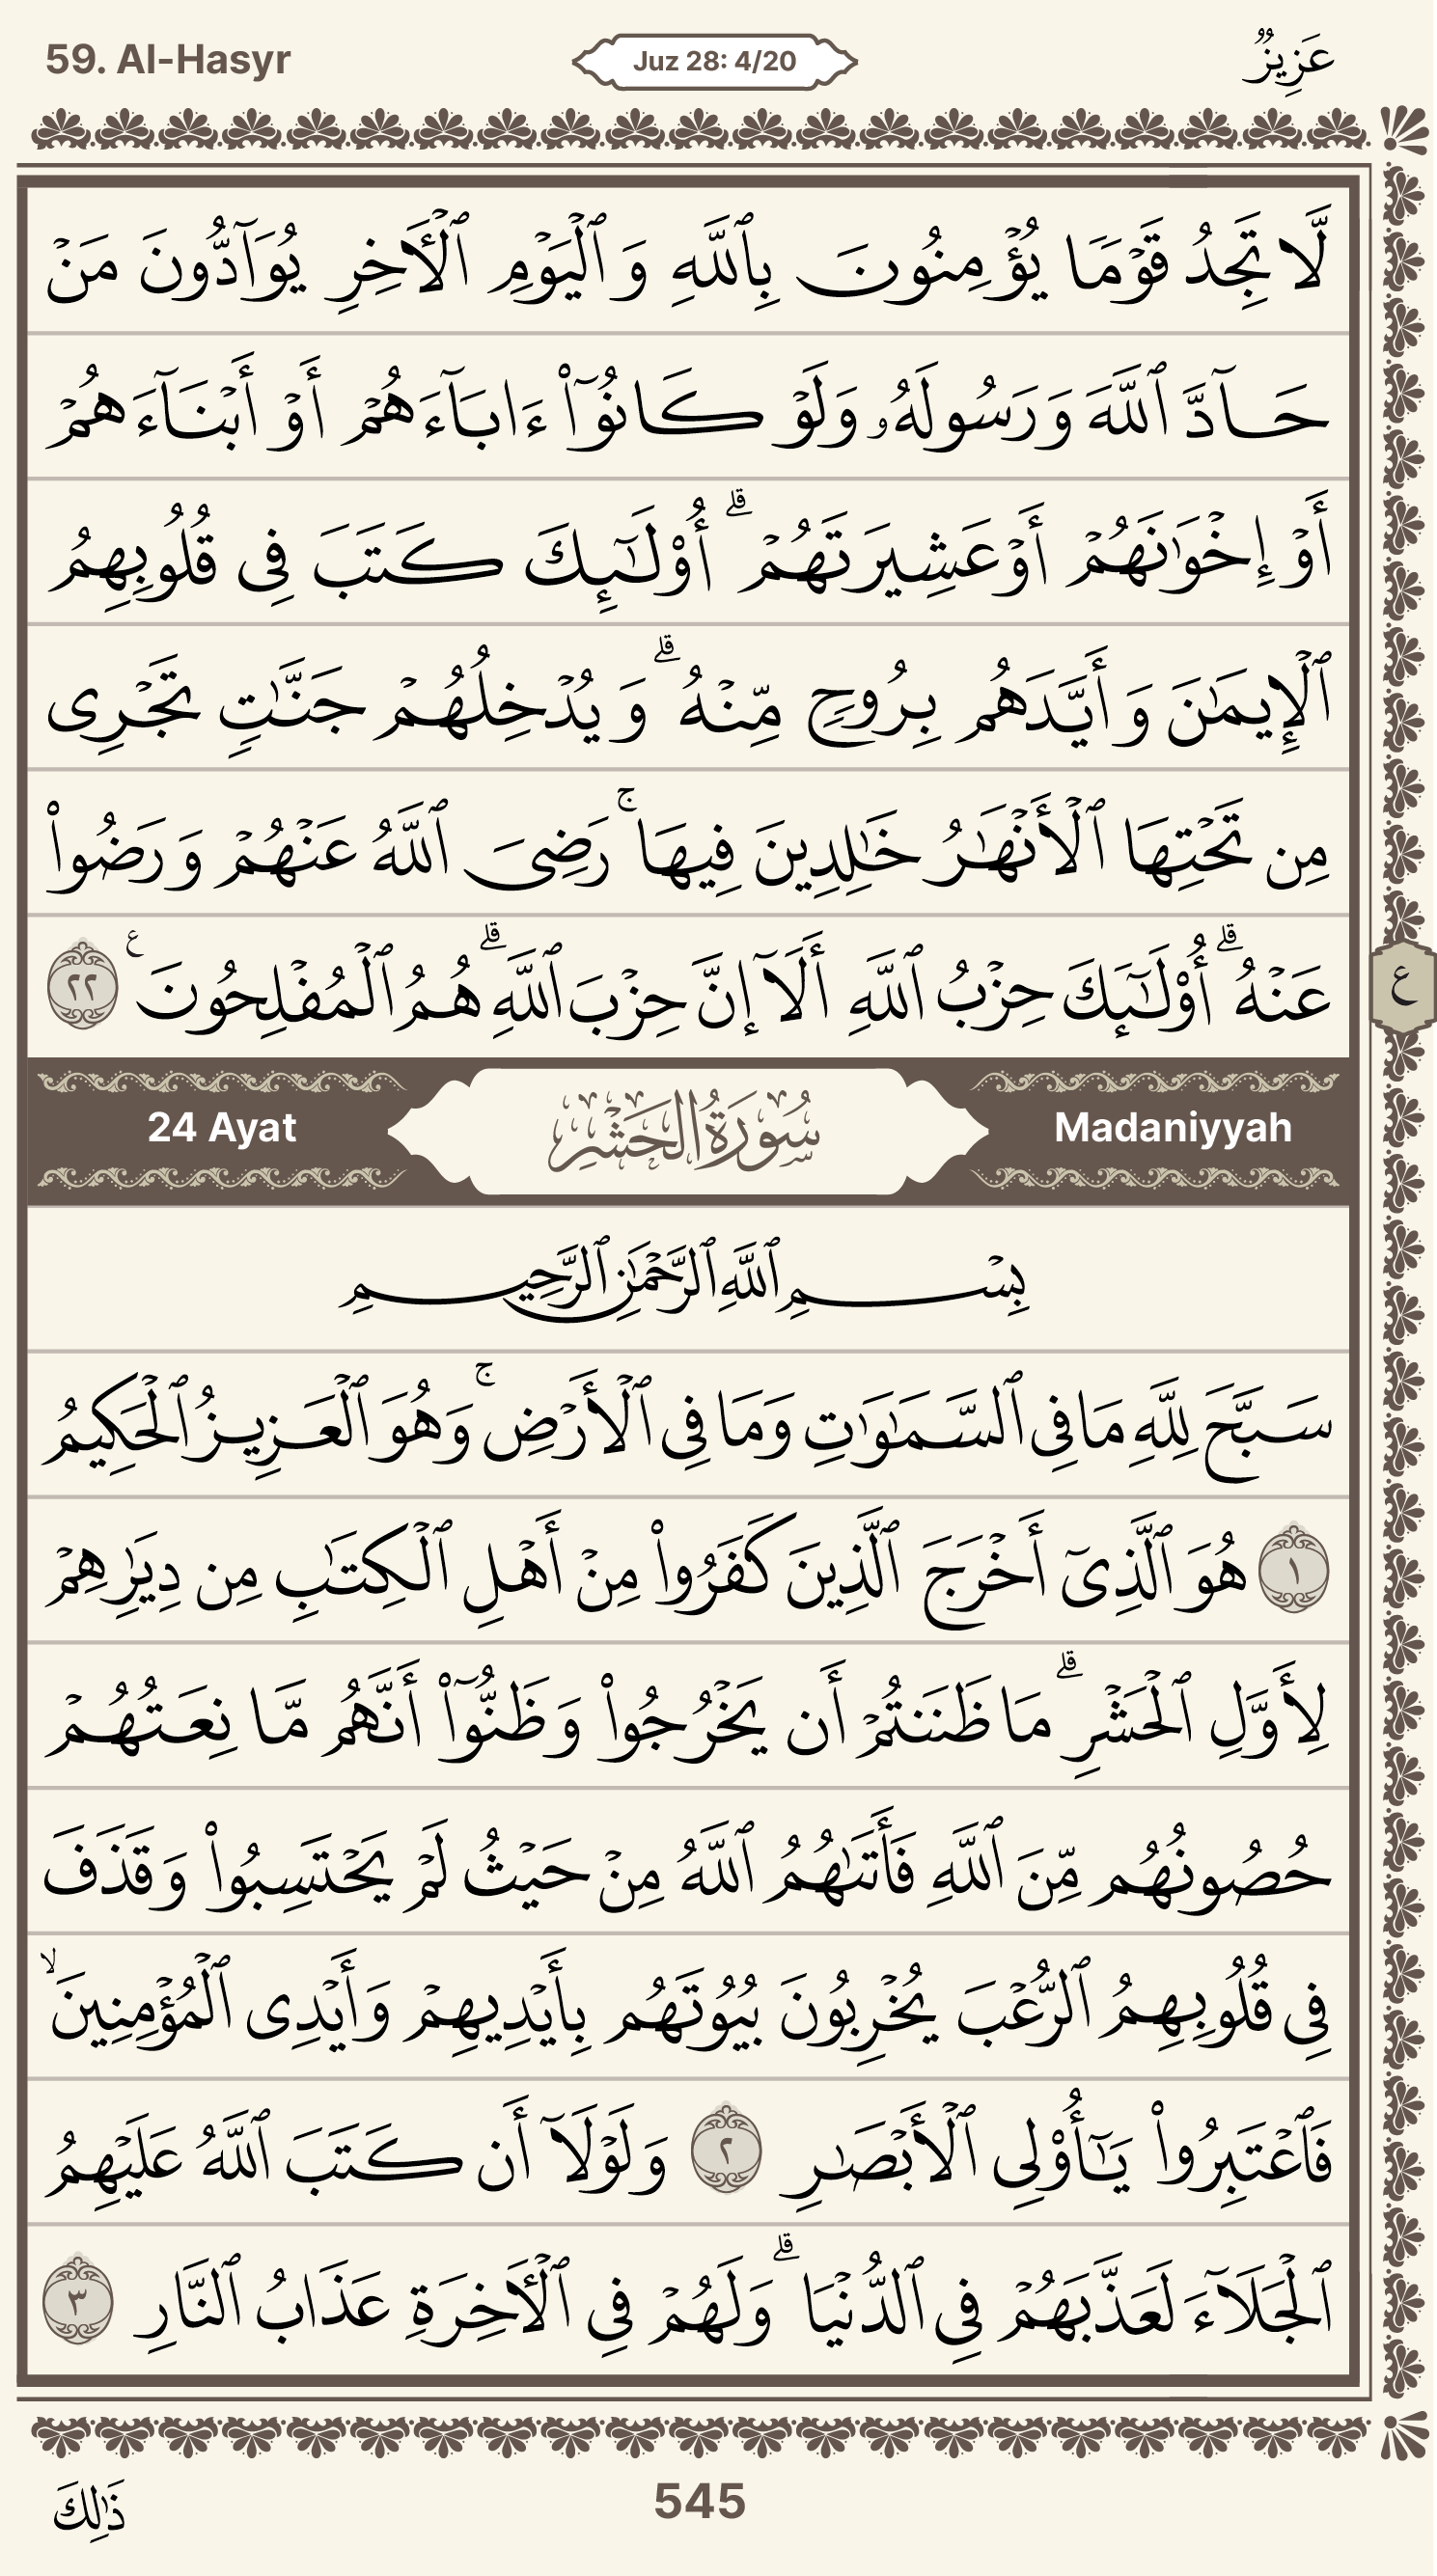 59. Al-Hasyr
Juz 28: 4/20
عَزِيزٌ
لَّا تَجِدُ قَوْمًا يُؤْمِنُونَ بِٱللَّهِ وَٱلْيَوْمِ ٱلْـَٔاخِرِ يُوَآدُّونَ مَنْ
حَآدَّ ٱللَّهَ وَرَسُولَهُۥ وَلَوْ كَانُوٓا۟ ءَابَآءَهُمْ أَوْ أَبْنَآءَهُمْ
أَوْ إِخْوَٰنَهُمْ أَوْ عَشِيرَتَهُمْ ۗ أُو۟لَـٰٓئِكَ كَتَبَ فِى قُلُوبِهِمُ
ٱلْإِيمَـٰنَ وَأَيَّدَهُم بِرُوحٍ مِّنْهُ ۖ وَيُدْخِلُهُمْ جَنَّـٰتٍ تَجْرِى
مِن تَحْتِهَا ٱلْأَنْهَـٰرُ خَـٰلِدِينَ فِيهَا ۚ رَضِىَ ٱللَّهُ عَنْهُمْ وَرَضُوا۟
عَنْهُ ۗ أُو۟لَـٰٓئِكَ حِزْبُ ٱللَّهِ أَلَآ إِنَّ حِزْبَ ٱللَّهِ ۗ هُمُ ٱلْمُفْلِحُونَ ع ٢٢
ع
24 Ayat
سُورَةُ الحَشْرِ
Madaniyyah
بِسْمِ ٱللَّهِ ٱلرَّحْمَـٰنِ ٱلرَّحِيمِ
سَبَّحَ لِلَّهِ مَا فِى ٱلسَّمَـٰوَٰتِ وَمَا فِى ٱلْأَرْضِ ۚ وَهُوَ ٱلْعَزِيزُ ٱلْحَكِيمُ
١ هُوَ ٱلَّذِىٓ أَخْرَجَ ٱلَّذِينَ كَفَرُوا۟ مِنْ أَهْلِ ٱلْكِتَـٰبِ مِن دِيَـٰرِهِمْ
لِأَوَّلِ ٱلْحَشْرِ ۗ مَا ظَنَنتُمْ أَن يَخْرُجُوا۟ وَظَنُّوٓا۟ أَنَّهُم مَّا نِعَتُهُمْ
حُصُونُهُم مِّنَ ٱللَّهِ فَأَتَىٰهُمُ ٱللَّهُ مِنْ حَيْثُ لَمْ يَحْتَسِبُوا۟ وَقَذَفَ
فِى قُلُوبِهِمُ ٱلرُّعْبَ يُخْرِبُونَ بُيُوتَهُم بِأَيْدِيهِمْ وَأَيْدِى ٱلْمُؤْمِنِينَ ۙ
فَٱعْتَبِرُوا۟ يَـٰٓأُو۟لِى ٱلْأَبْصَـٰرِ ٢ وَلَوْلَآ أَن كَتَبَ ٱللَّهُ عَلَيْهِمُ
ٱلْجَلَآءَ لَعَذَّبَهُمْ فِى ٱلدُّنْيَا ۗ وَلَهُمْ فِى ٱلْـَٔاخِرَةِ عَذَابُ ٱلنَّارِ ٣
545
ذَٰلِكَ